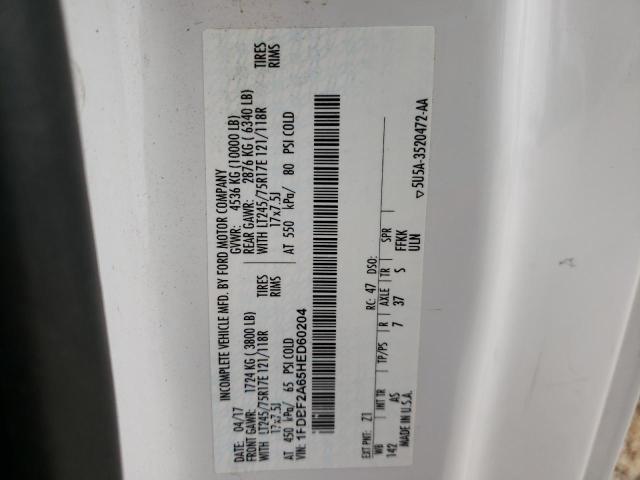 INCOMPLETE VEHICLE MFD. BY FORD MOTOR COMPANY
DATE: 04/17 GVWR: 4536 KG (10000 LB)
FRONT GAWR: 1724 KG ( 3800 LB) REAR GAWR: 2876 KG ( 6340 LB)
WITH LT245/75R17E 121/118R TIRES WITH LT245/75R17E 121/118R TIRES
17x7.5J RIMS 17x7.5J RIMS
AT 450 kPa/ 65 PSI COLD AT 550 kPa/ 80 PSI COLD
VIN: 1FDEF2A65HED60204
EXT PNT: Z1 RC: 47 DSO:
WB INT TR TP/PS R AXLE TR SPR
142 AS 7 37 S FFKK
MADE IN U.S.A. ULN
▽5U5A-3520472-AA